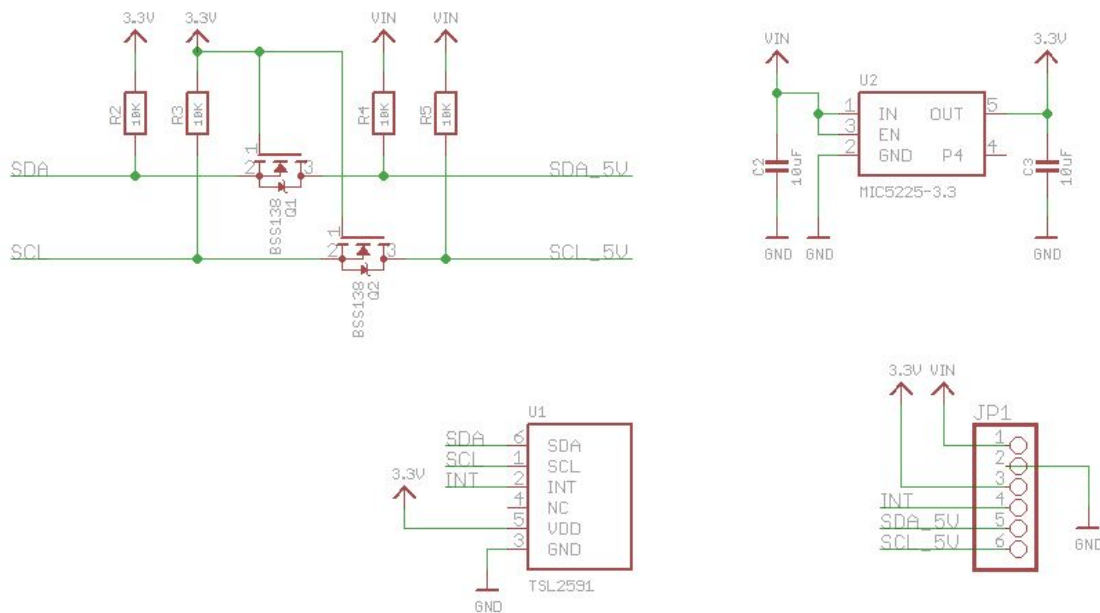 3.3V 3.3V VIN VIN
R2 10K R3 10K R4 10K R5 10K
1
SDA 2 3 SDA_5V
BSS138 Q1
1
SCL 2 3 SCL_5V
BSS138 Q2
VIN 3.3V
U2
1 IN OUT 5
3 EN
2 GND P4 4
C2 10uF
MIC5225-3.3
C3 10uF
GND GND GND
U1
SDA 6 SDA
SCL 1 SCL
INT 2 INT
3.3V
4 NC
5 VDD
3 GND
TSL2591
GND
3.3V VIN
JP1
1
2
3
INT 4
SDA_5V 5
SCL_5V 6
GND